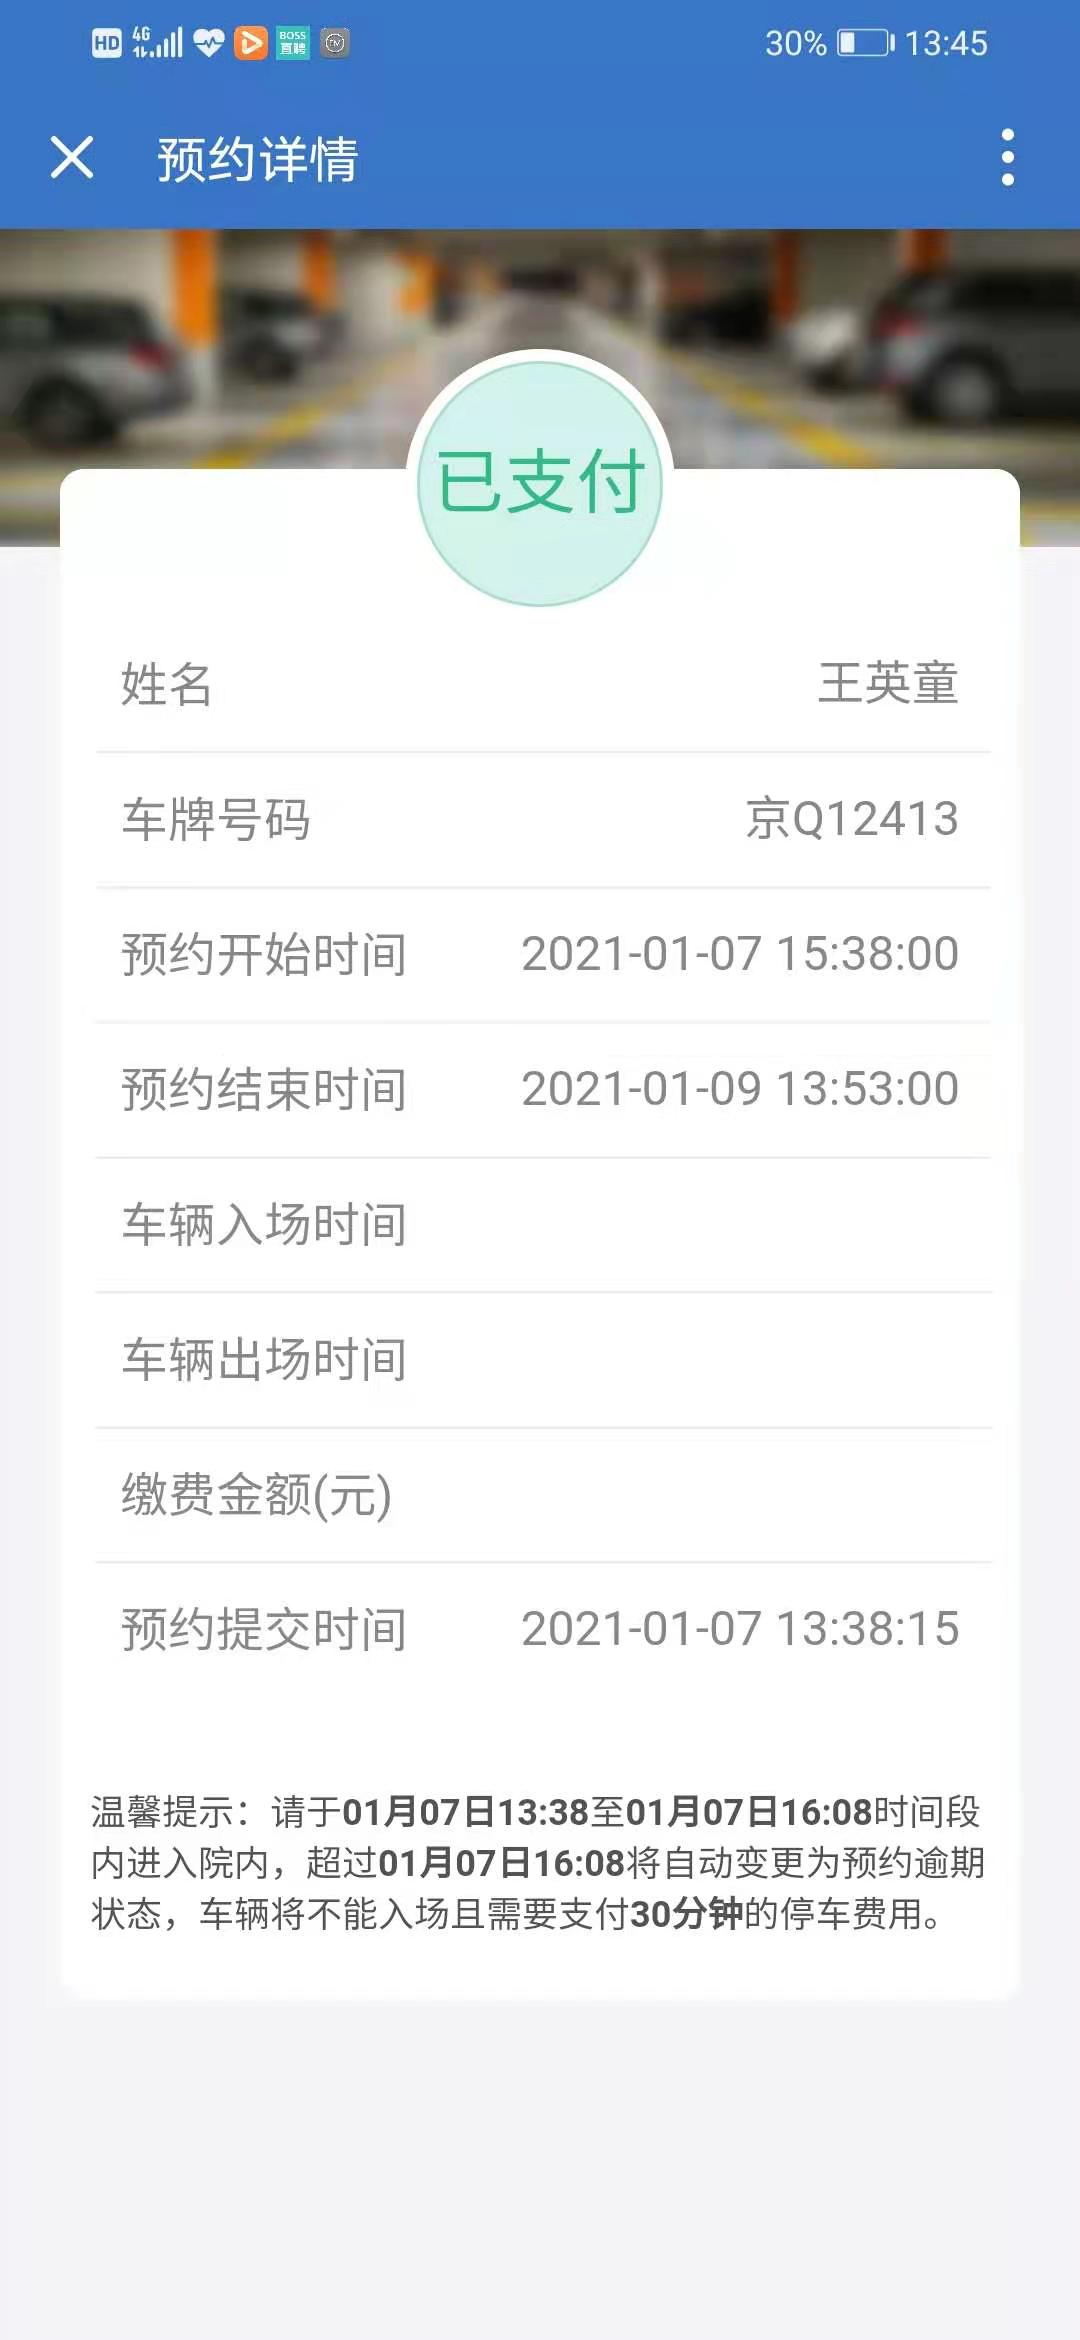 HD 4G BOSS 直聘 30% 13:45
预约详情
已支付
姓名 王英童
车牌号码 京Q12413
预约开始时间 2021-01-07 15:38:00
预约结束时间 2021-01-09 13:53:00
车辆入场时间
车辆出场时间
缴费金额(元)
预约提交时间 2021-01-07 13:38:15
温馨提示：请于01月07日13:38至01月07日16:08时间段
内进入院内，超过01月07日16:08将自动变更为预约逾期
状态，车辆将不能入场且需要支付30分钟的停车费用。